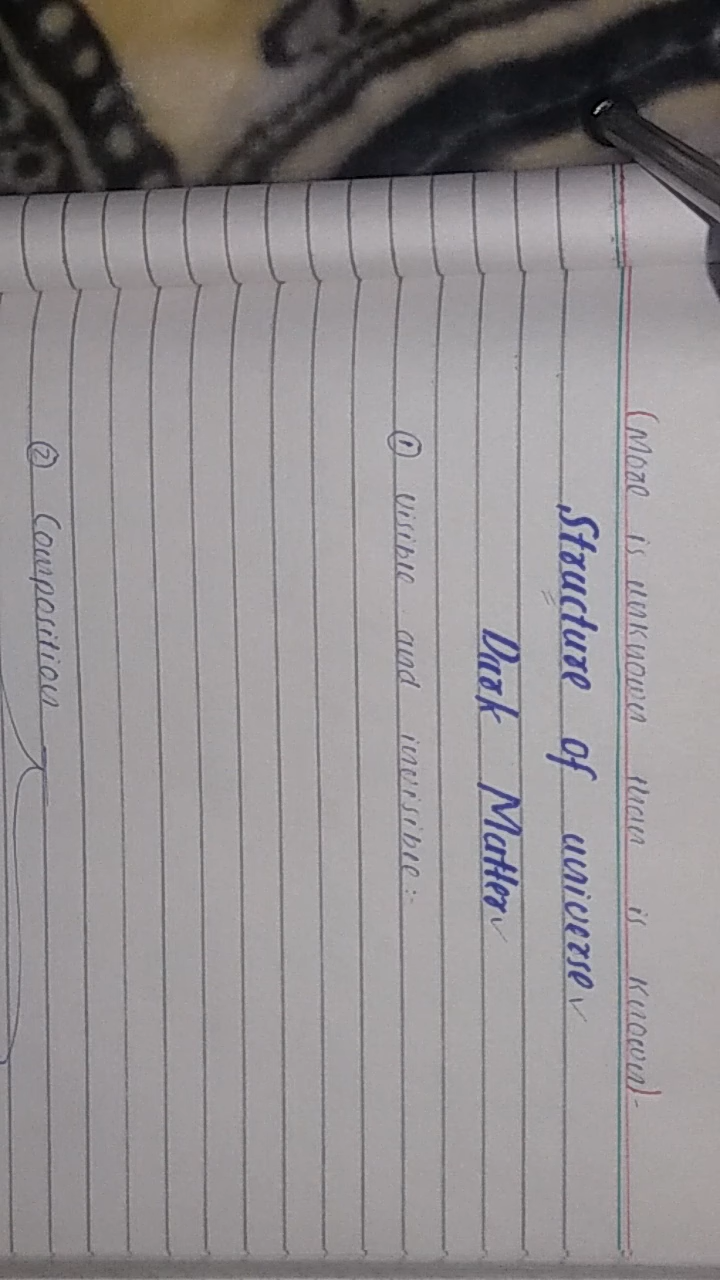 (More is unknown than is known)-
Structure of universe
Dark Matter
① visible and invisible:-
② Composition